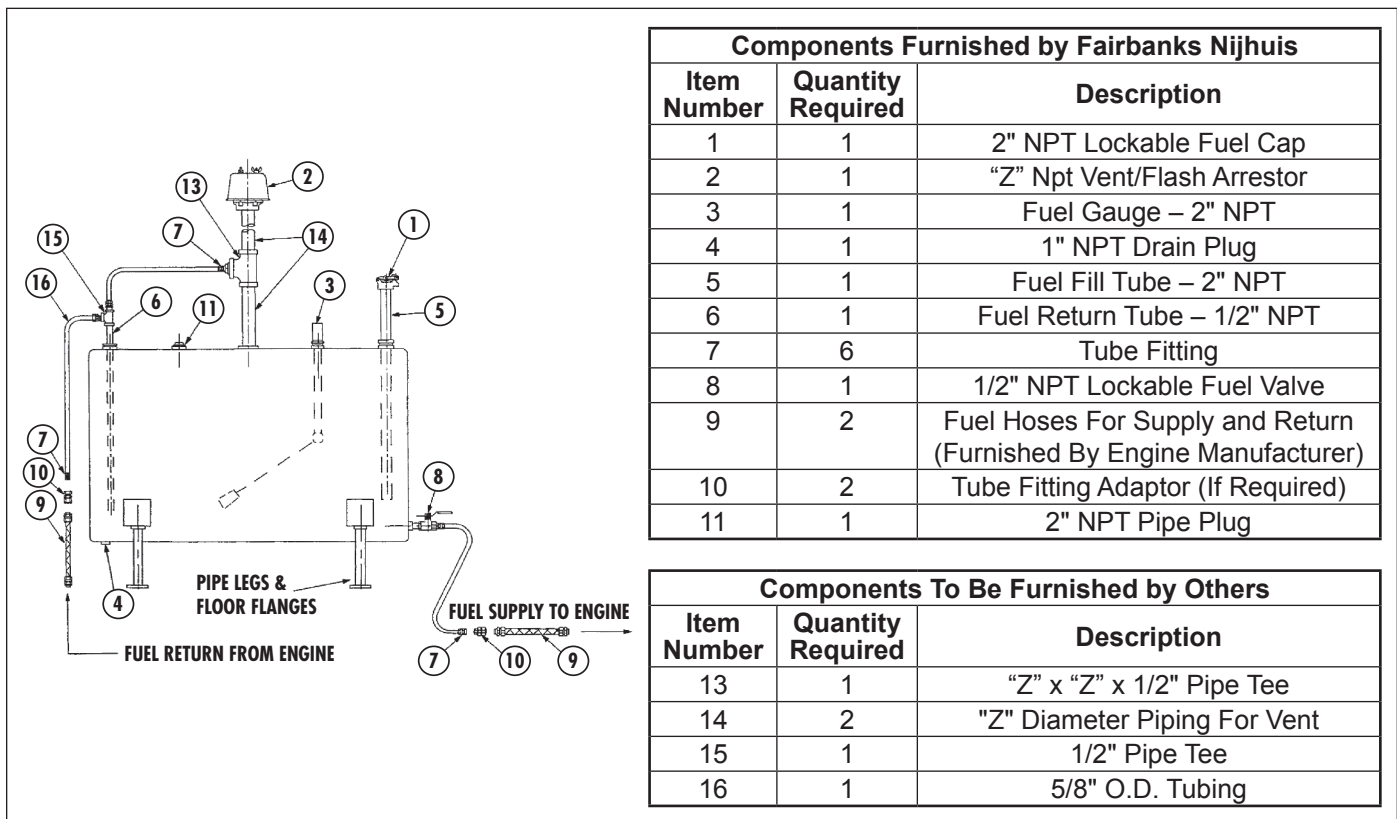 2
13
1
7
14
15
16
3
6
5
11
7
10
8
9
PIPE LEGS &
FLOOR FLANGES
4
FUEL SUPPLY TO ENGINE
FUEL RETURN FROM ENGINE
7
10
9
Components Furnished by Fairbanks Nijhuis
Item Number Quantity Required Description
1 1 2" NPT Lockable Fuel Cap
2 1 “Z” Npt Vent/Flash Arrestor
3 1 Fuel Gauge – 2" NPT
4 1 1" NPT Drain Plug
5 1 Fuel Fill Tube – 2" NPT
6 1 Fuel Return Tube – 1/2" NPT
7 6 Tube Fitting
8 1 1/2" NPT Lockable Fuel Valve
9 2 Fuel Hoses For Supply and Return
(Furnished By Engine Manufacturer)
10 2 Tube Fitting Adaptor (If Required)
11 1 2" NPT Pipe Plug
Components To Be Furnished by Others
Item Number Quantity Required Description
13 1 “Z” x “Z” x 1/2" Pipe Tee
14 2 "Z" Diameter Piping For Vent
15 1 1/2" Pipe Tee
16 1 5/8" O.D. Tubing